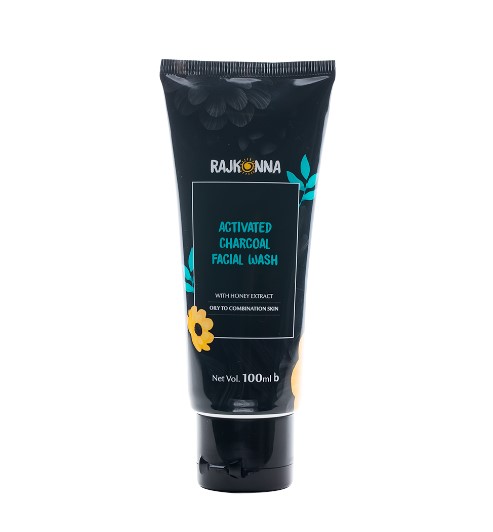 RAJKONNA
ACTIVATED
CHARCOAL
FACIAL WASH
WITH HONEY EXTRACT
OILY TO COMBINATION SKIN
Net Vol. 100ml b